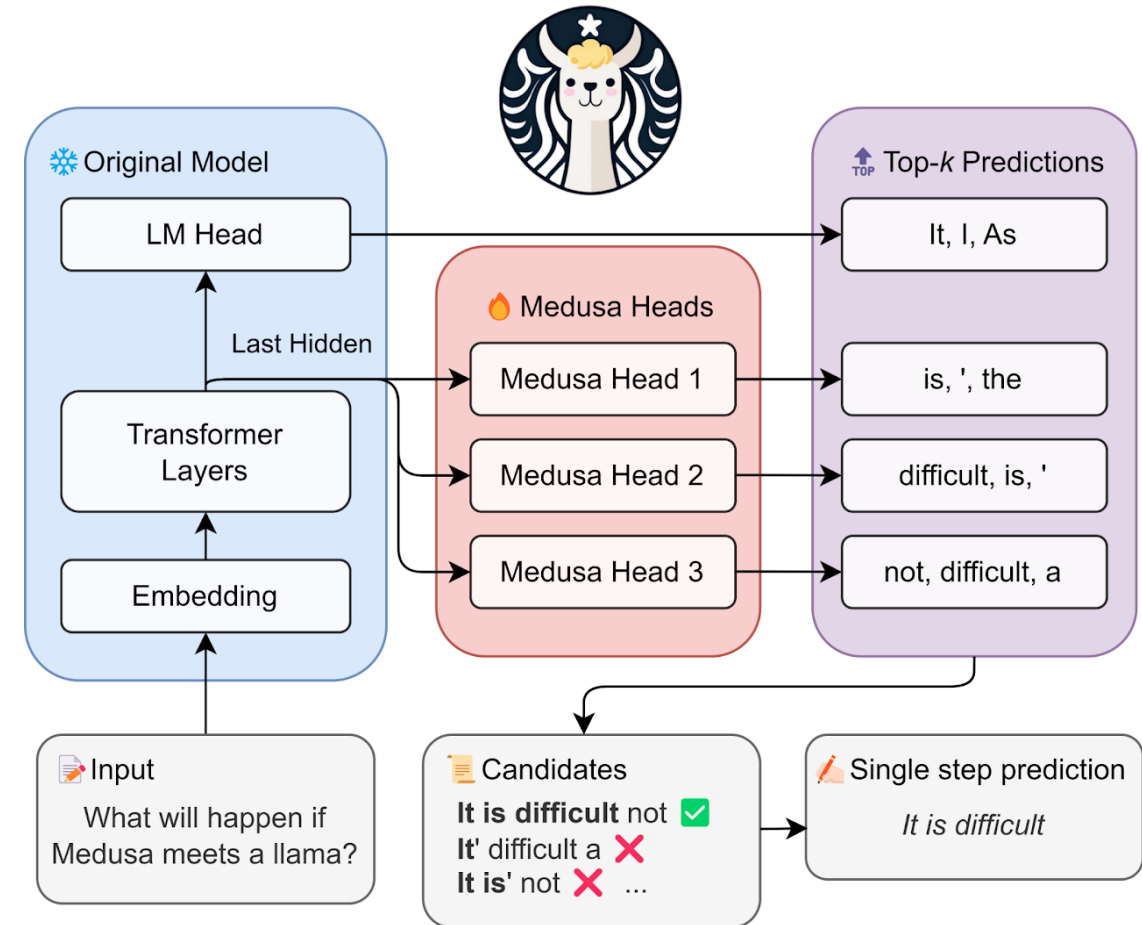 Original Model
LM Head
Last Hidden
Transformer
Layers
Embedding
Medusa Heads
Medusa Head 1
Medusa Head 2
Medusa Head 3
TOP
Top-k Predictions
It, I, As
is, ', the
difficult, is, '
not, difficult, a
Input
What will happen if
Medusa meets a llama?
Candidates
It is difficult not
It' difficult a
It is' not ...
Single step prediction
It is difficult